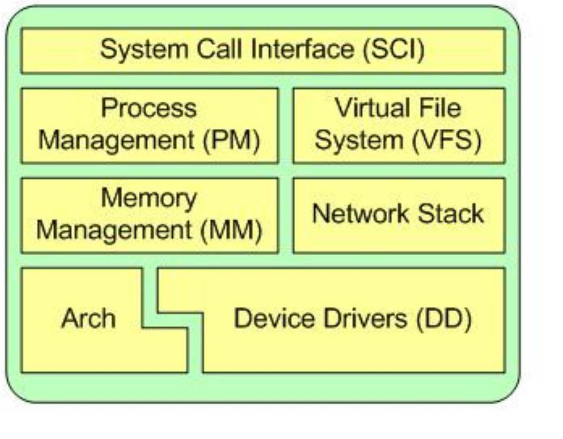 System Call Interface (SCI)
Process
Management (PM)
Virtual File
System (VFS)
Memory
Management (MM)
Network Stack
Arch
Device Drivers (DD)